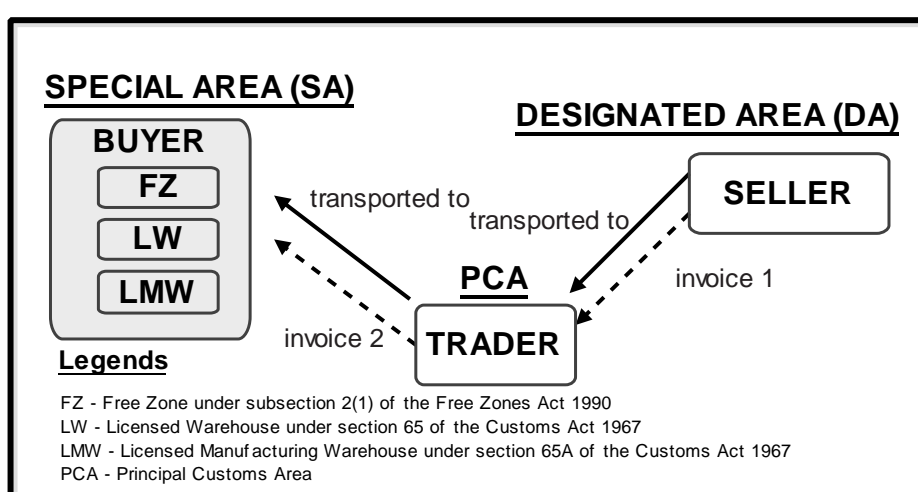 SPECIAL AREA (SA)
BUYER
FZ
LW
LMW
DESIGNATED AREA (DA)
SELLER
transported to
transported to
PCA
TRADER
invoice 1
invoice 2
Legends
FZ - Free Zone under subsection 2(1) of the Free Zones Act 1990
LW - Licensed Warehouse under section 65 of the Customs Act 1967
LMW - Licensed Manufacturing Warehouse under section 65A of the Customs Act 1967
PCA - Principal Customs Area